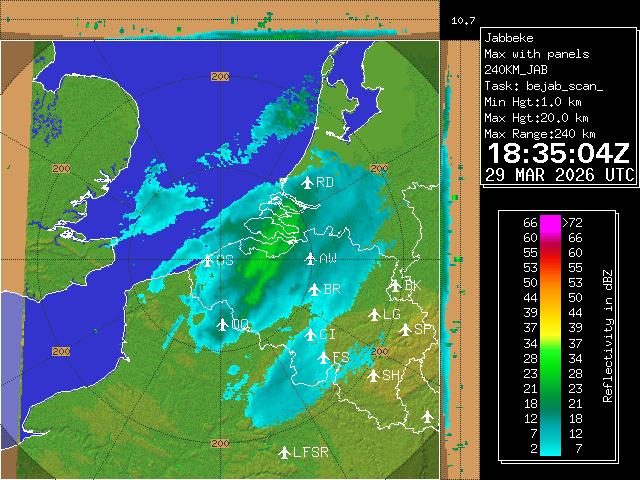 10.7
Jabbeke
Max with panels
240KM_JAB
Task: bejab_scan_
Min Hgt:1.0 km
Max Hgt:20.0 km
Max Range:240 km
18:35:04Z
29 MAR 2026 UTC
200
200
200
RD
OS
AW
BR
BK
LG
QO
CI
SP
200
FS
200
SH
200
LFSR
66 >72
60 66
55 60
53 55
50 53
44 50
39 44
37 39
34 37
28 34
23 28
21 23
18 21
12 18
7 12
2 7
Reflectivity in dBZ